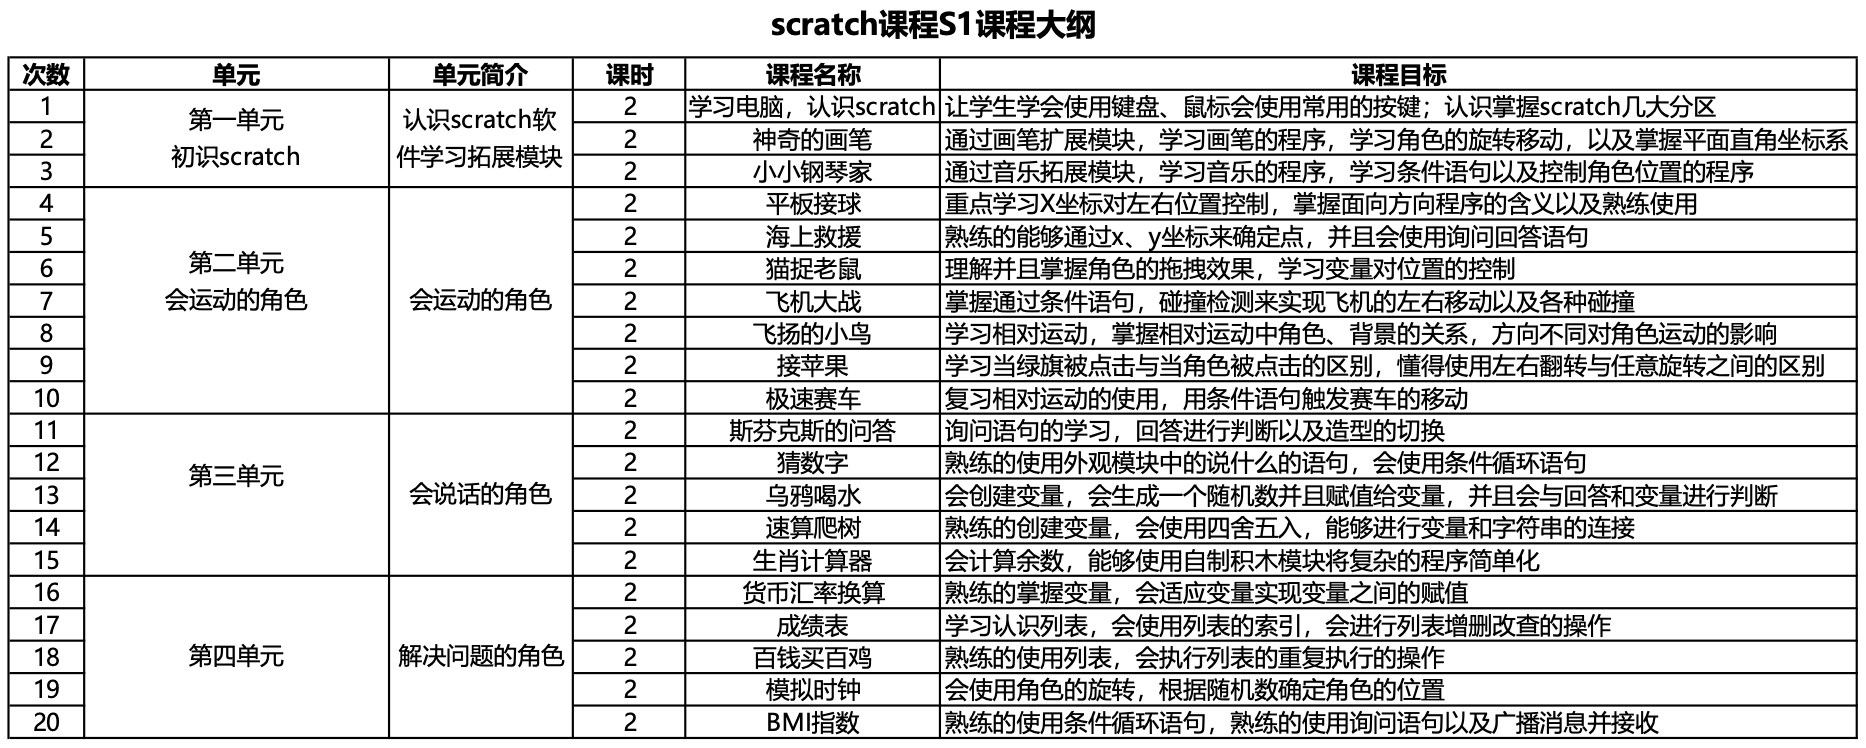 scratch课程S1课程大纲
次数 单元 单元简介 课时 课程名称 课程目标
1 第一单元 初识scratch 认识scratch软件学习拓展模块 2 学习电脑，认识scratch 让学生学会使用键盘、鼠标会使用常用的按键；认识掌握scratch几大分区
2 2 神奇的画笔 通过画笔扩展模块，学习画笔的程序，学习角色的旋转移动，以及掌握平面直角坐标系
3 2 小小钢琴家 通过音乐拓展模块，学习音乐的程序，学习条件语句以及控制角色位置的程序
4 第二单元 会运动的角色 会运动的角色 2 平板接球 重点学习X坐标对左右位置控制，掌握面向方向程序的含义以及熟练使用
5 2 海上救援 熟练的能够通过x、y坐标来确定点，并且会使用询问回答语句
6 2 猫捉老鼠 理解并且掌握角色的拖拽效果，学习变量对位置的控制
7 2 飞机大战 掌握通过条件语句，碰撞检测来实现飞机的左右移动以及各种碰撞
8 2 飞扬的小鸟 学习相对运动，掌握相对运动中角色、背景的关系，方向不同对角色运动的影响
9 2 接苹果 学习当绿旗被点击与当角色被点击的区别，懂得使用左右翻转与任意旋转之间的区别
10 2 极速赛车 复习相对运动的使用，用条件语句触发赛车的移动
11 第三单元 会说话的角色 2 斯芬克斯的问答 询问语句的学习，回答进行判断以及造型的切换
12 2 猜数字 熟练的使用外观模块中的说什么的语句，会使用条件循环语句
13 2 乌鸦喝水 会创建变量，会生成一个随机数并且赋值给变量，并且会与回答和变量进行判断
14 2 速算爬树 熟练的创建变量，会使用四舍五入，能够进行变量和字符串的连接
15 2 生肖计算器 会计算余数，能够使用自制积木模块将复杂的程序简单化
16 第四单元 解决问题的角色 2 货币汇率换算 熟练的掌握变量，会适应变量实现变量之间的赋值
17 2 成绩表 学习认识列表，会使用列表的索引，会进行列表增删改查的操作
18 2 百钱买百鸡 熟练的使用列表，会执行列表的重复执行的操作
19 2 模拟时钟 会使用角色的旋转，根据随机数确定角色的位置
20 2 BMI指数 熟练的使用条件循环语句，熟练的使用询问语句以及广播消息并接收